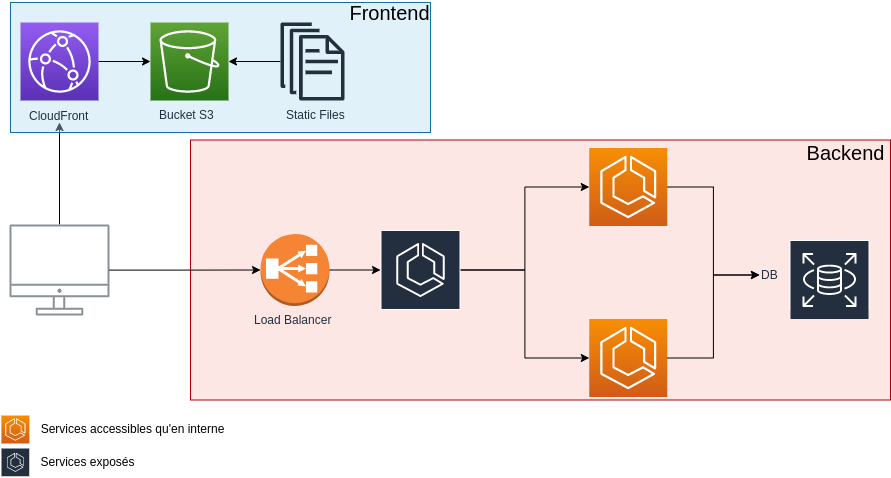 Frontend
CloudFront
Bucket S3
Static Files
Backend
Load Balancer
DB
Services accessibles qu'en interne
Services exposés